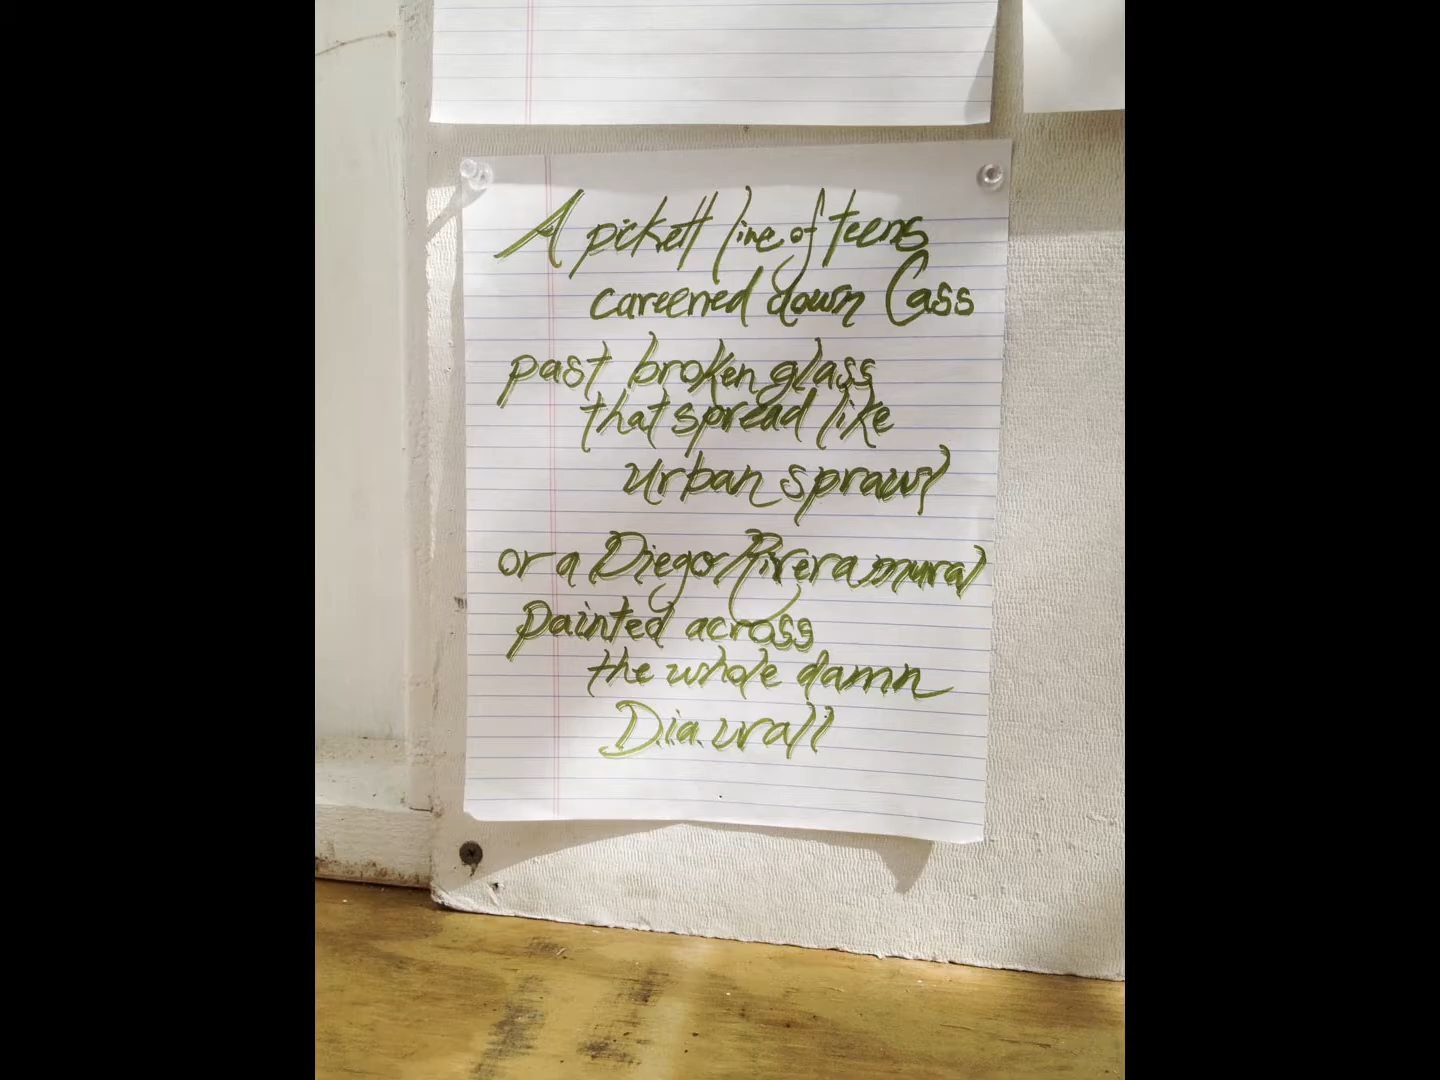 A pickett line of teens
careened down Cass
past broken glass
that spread like
urban sprawl
or a Diego Rivera mural
painted across
the whole damn
D.i.a. wall